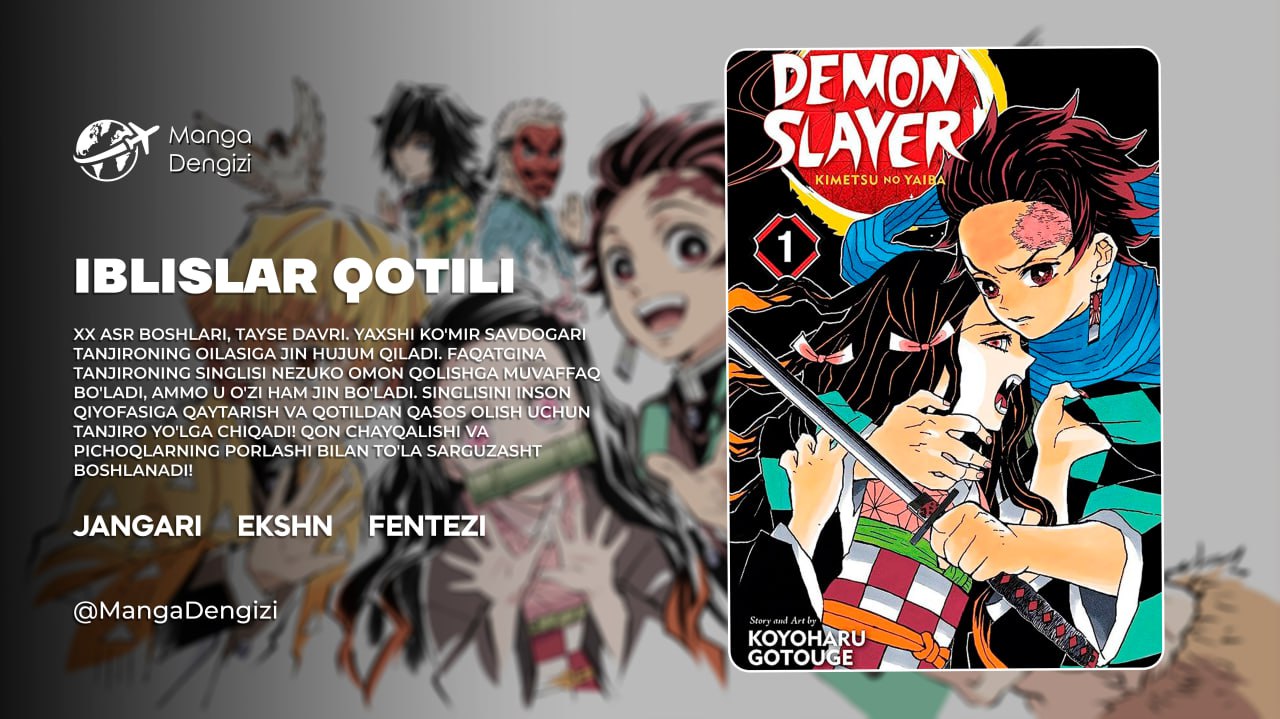 Manga
Dengizi
IBLISLAR QOTILI
XX ASR BOSHLARI, TAYSE DAVRI. YAXSHI KO'MIR SAVDOGARI
TANJIRONING OILASIGA JIN HUJUM QILADI. FAQATGINA
TANJIRONING SINGLISI NEZUKO OMON QOLISHGA MUVAFFAQ
BO'LADI, AMMO U O'ZI HAM JIN BO'LADI. SINGLISINI INSON
QIYOFASIGA QAYTARISH VA QOTILDAN QASOS OLISH UCHUN
TANJIRO YO'LGA CHIQADI! QON CHAYQALISHI VA
PICHOQLARNING PORLASHI BILAN TO'LA SARGUZASHT
BOSHLANADI!
JANGARI EKSHN FENTEZI
@MangaDengizi
DEMON
SLAYER
KIMETSU NO YAIBA
1
Story and Art by
KOYOHARU
GOTOUGE